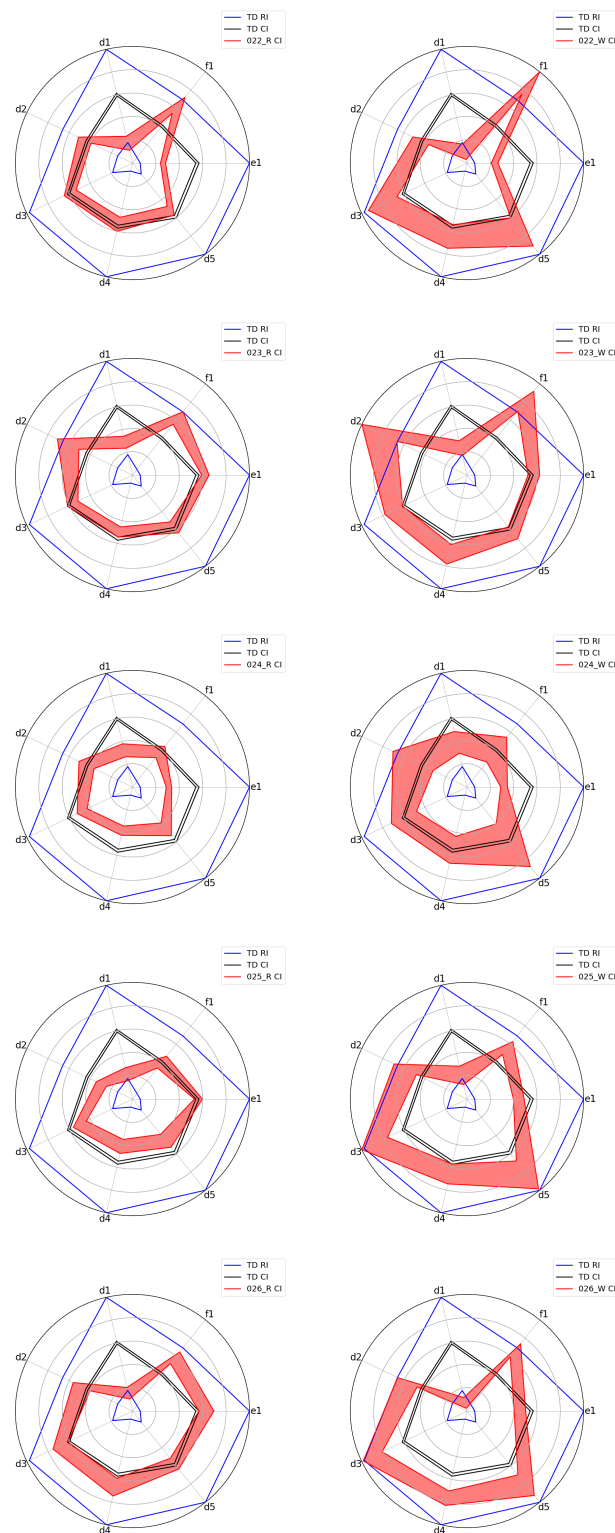 TD RI
TD CI
022_R CI
d1
f1
d2
e1
d3
d5
d4
TD RI
TD CI
022_W CI
d1
f1
d2
e1
d3
d5
d4
TD RI
TD CI
023_R CI
d1
f1
d2
e1
d3
d5
d4
TD RI
TD CI
023_W CI
d1
f1
d2
e1
d3
d5
d4
TD RI
TD CI
024_R CI
d1
f1
d2
e1
d3
d5
d4
TD RI
TD CI
024_W CI
d1
f1
d2
e1
d3
d5
d4
TD RI
TD CI
025_R CI
d1
f1
d2
e1
d3
d5
d4
TD RI
TD CI
025_W CI
d1
f1
d2
e1
d3
d5
d4
TD RI
TD CI
026_R CI
d1
f1
d2
e1
d3
d5
d4
TD RI
TD CI
026_W CI
d1
f1
d2
e1
d3
d5
d4